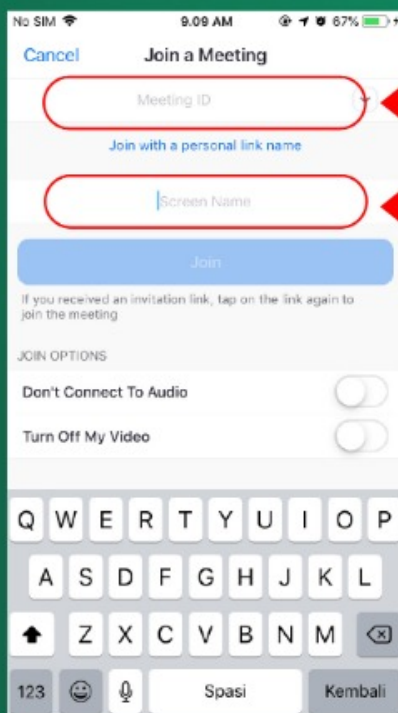 No SIM 9.09 AM 67%
Cancel Join a Meeting
Meeting ID
Join with a personal link name
Screen Name
Join
If you received an invitation link, tap on the link again to
join the meeting
JOIN OPTIONS
Don't Connect To Audio
Turn Off My Video
Q W E R T Y U I O P
A S D F G H J K L
Z X C V B N M
123 Spasi Kembali